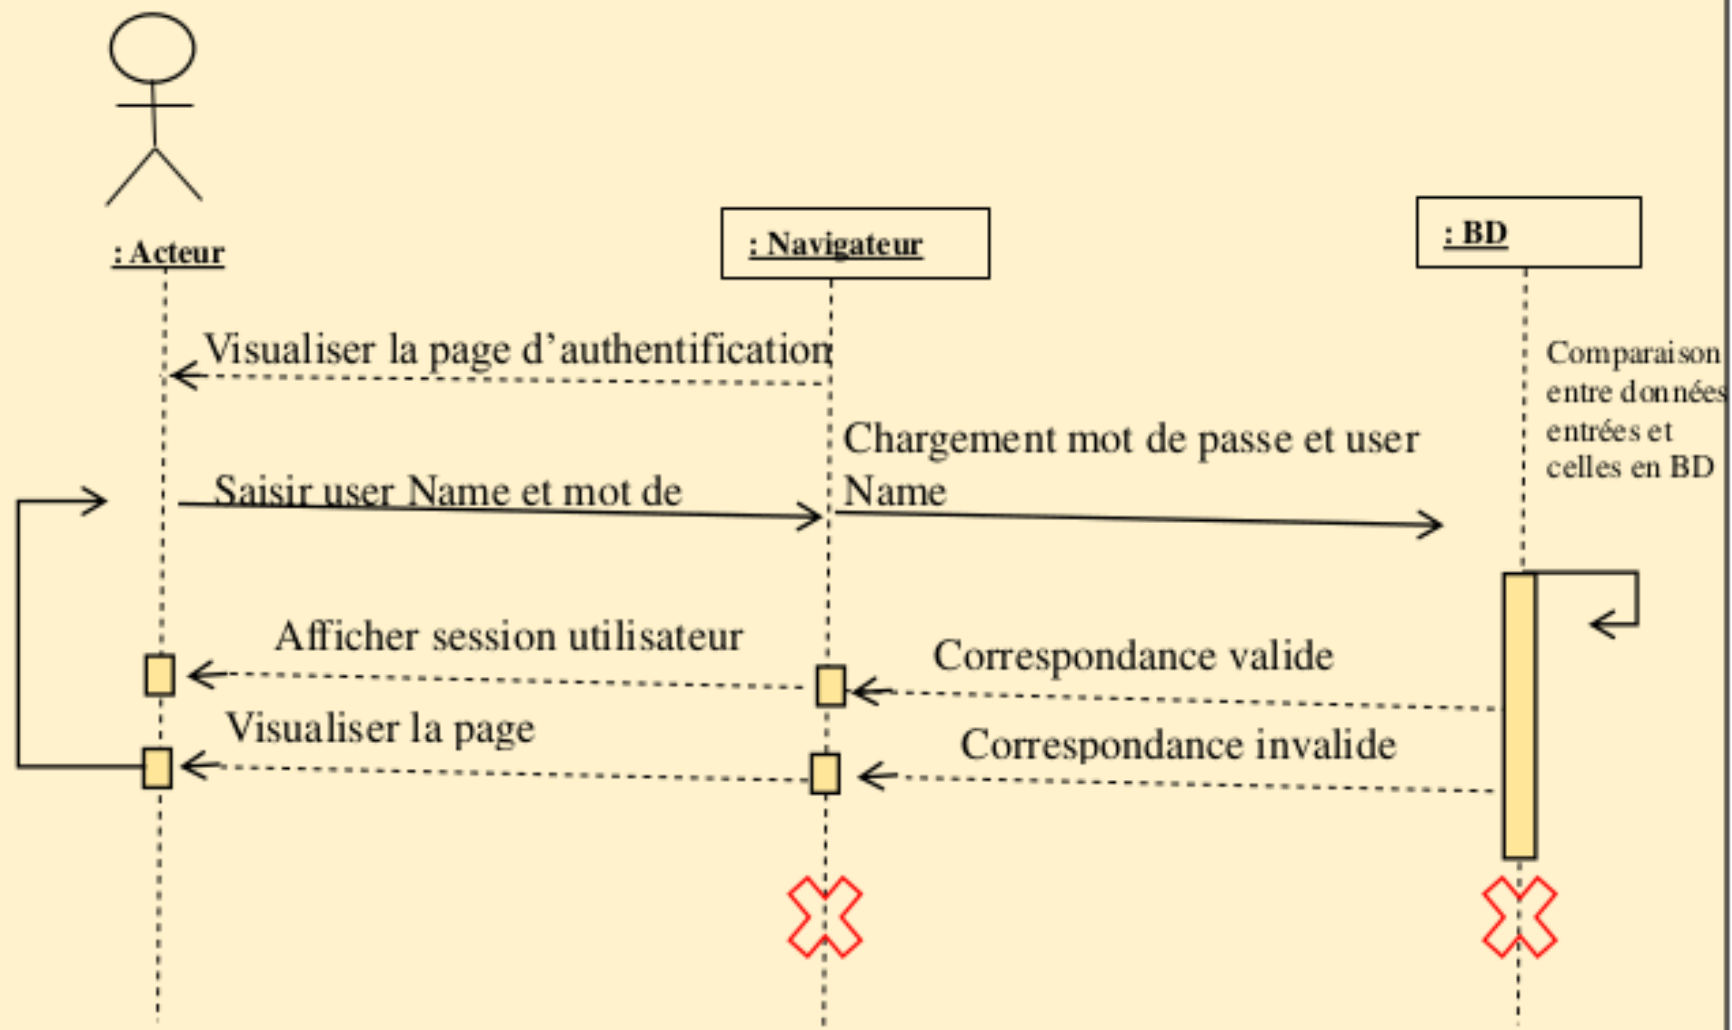 : Acteur
: Navigateur
: BD
Visualiser la page d’authentification
Comparaison
entre données
entrées et
celles en BD
Chargement mot de passe et user
Name
Saisir user Name et mot de
Afficher session utilisateur
Correspondance valide
Visualiser la page
Correspondance invalide